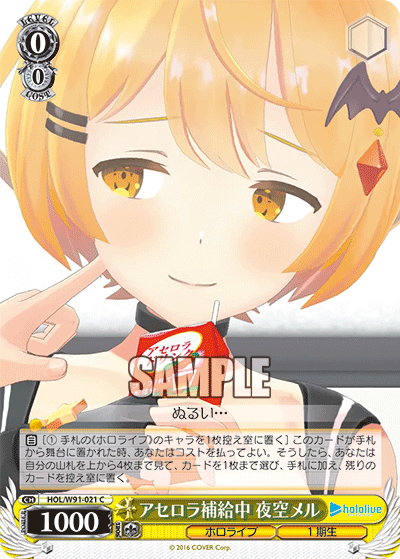 LEVEL
0
0
COST
アセロラ
SAMPLE
ぬるい…
自 [① 手札の《ホロライブ》のキャラを1枚控え室に置く] このカードが手札
から舞台に置かれた時、あなたはコストを払ってよい。そうしたら、あなたは
自分の山札を上から4枚まで見て、カードを1枚まで選び、手札に加え、残りの
カードを控え室に置く。
CH HOL/W91-021 C
1000
アセロラ補給中 夜空メル
hololive
ホロライブ
1期生
© 2016 COVER Corp.